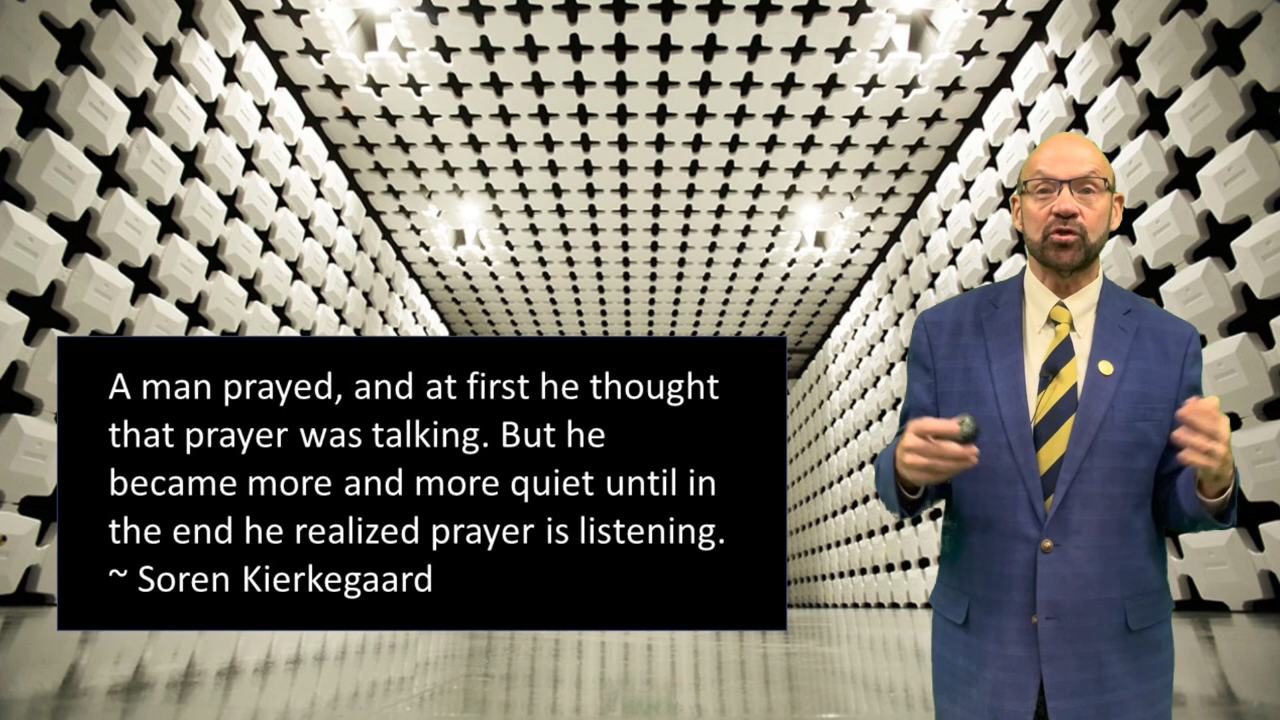 A man prayed, and at first he thought
that prayer was talking. But he
became more and more quiet until in
the end he realized prayer is listening.
~ Soren Kierkegaard